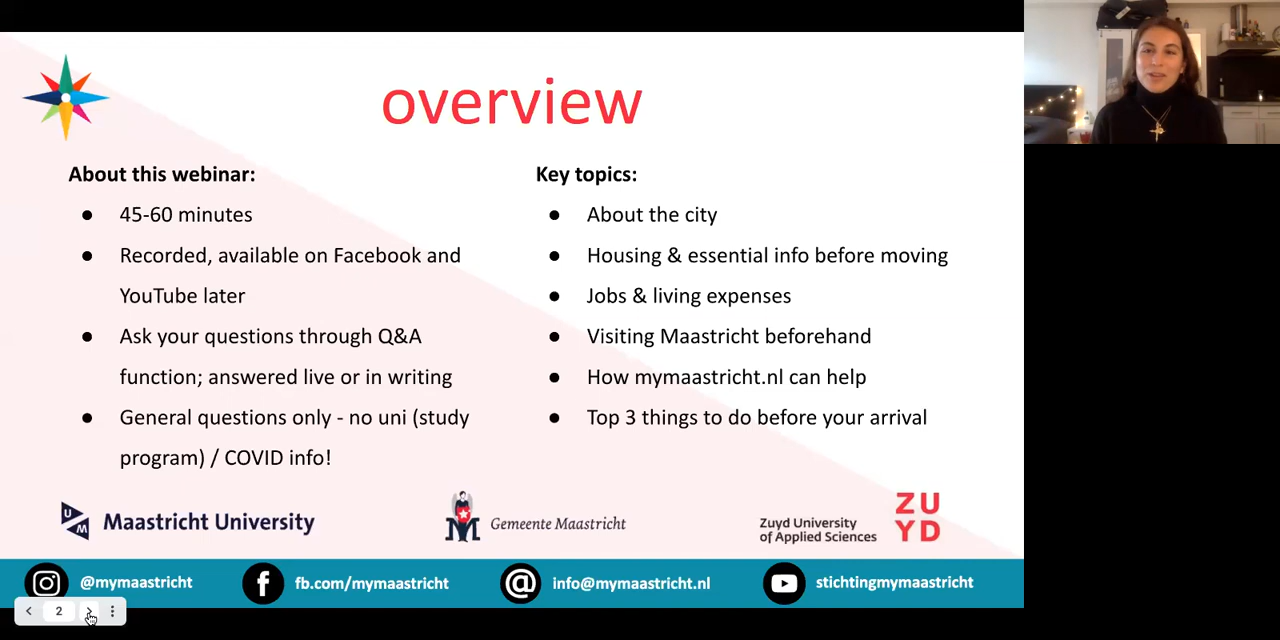 overview
About this webinar:
● 45-60 minutes
● Recorded, available on Facebook and
YouTube later
● Ask your questions through Q&A
function; answered live or in writing
● General questions only - no uni (study
program) / COVID info!
Key topics:
● About the city
● Housing & essential info before moving
● Jobs & living expenses
● Visiting Maastricht beforehand
● How mymaastricht.nl can help
● Top 3 things to do before your arrival
UM
Maastricht University
M
Gemeente Maastricht
Zuyd University
of Applied Sciences
ZU
YD
@mymaastricht
f
fb.com/mymaastricht
@
info@mymaastricht.nl
stichtingmymaastricht
2